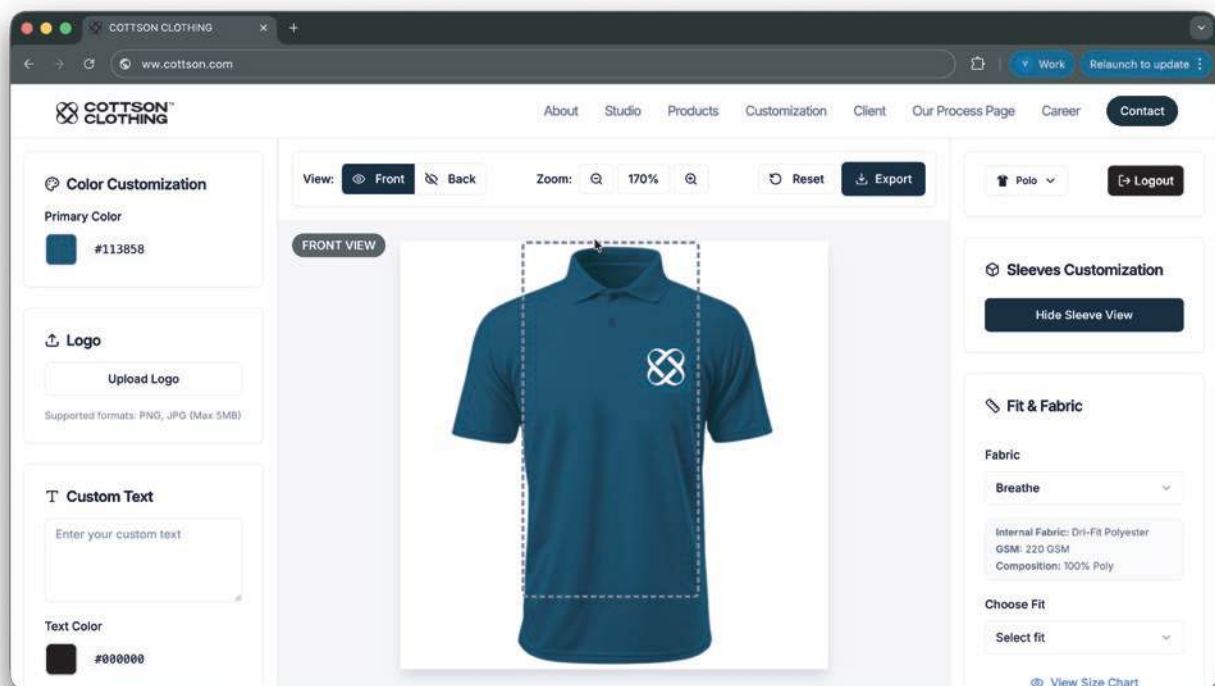 COTTSON CLOTHING
ww.cottson.com
Work
Relaunch to update
COTTSON™
CLOTHING
About
Studio
Products
Customization
Client
Our Process Page
Career
Contact
Color Customization
Primary Color
#113858
Logo
Upload Logo
Supported formats: PNG, JPG (Max 5MB)
Custom Text
Enter your custom text
Text Color
#000000
View:
Front
Back
Zoom:
170%
Reset
Export
FRONT VIEW
Polo
Logout
Sleeves Customization
Hide Sleeve View
Fit & Fabric
Fabric
Breathe
Internal Fabric: Dri-Fit Polyester
GSM: 220 GSM
Composition: 100% Poly
Choose Fit
Select fit
View Size Chart